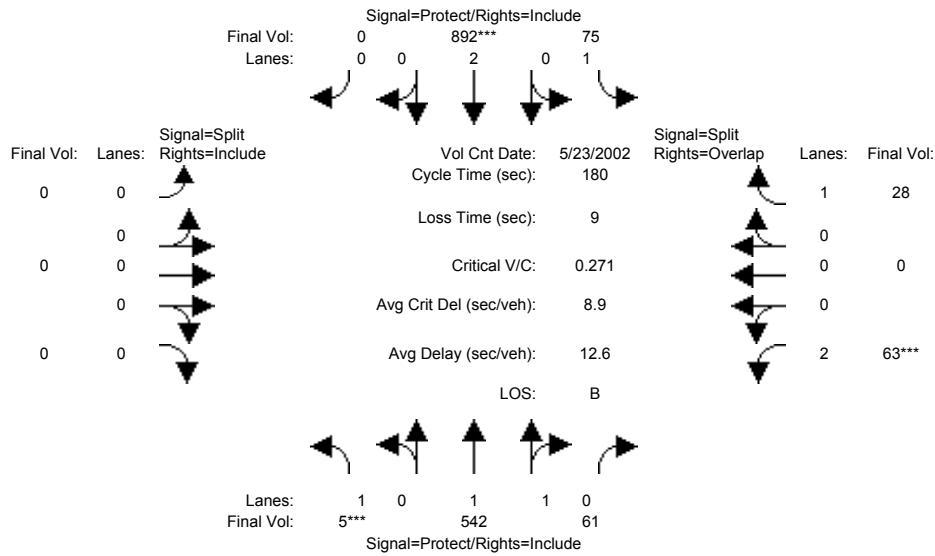 Signal=Protect/Rights=Include
Final Vol: 0 892*** 75
Lanes: 0 0 2 0 1
Signal=Split
Rights=Include
Final Vol: Lanes:
0 0
0
0 0
0
0 0
Vol Cnt Date: 5/23/2002
Cycle Time (sec): 180
Loss Time (sec): 9
Critical V/C: 0.271
Avg Crit Del (sec/veh): 8.9
Avg Delay (sec/veh): 12.6
LOS: B
Signal=Split
Rights=Overlap
Lanes: Final Vol:
1 28
0
0 0
0
2 63***
Lanes: 1 0 1 1 0
Final Vol: 5*** 542 61
Signal=Protect/Rights=Include